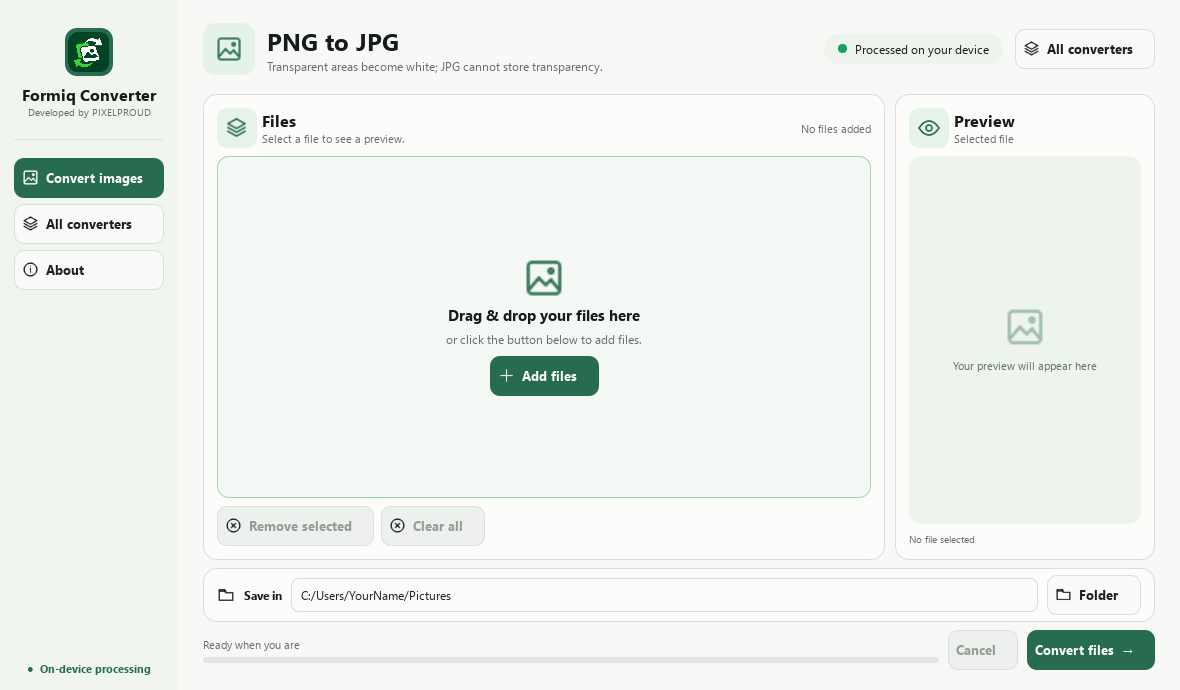 Formiq Converter
Developed by PIXELPROUD
Convert images
All converters
About
On-device processing
PNG to JPG
Transparent areas become white; JPG cannot store transparency.
Processed on your device
All converters
Files
Select a file to see a preview.
No files added
Drag & drop your files here
or click the button below to add files.
Add files
Remove selected
Clear all
Preview
Selected file
Your preview will appear here
No file selected
Save in
C:/Users/YourName/Pictures
Folder
Ready when you are
Cancel
Convert files →